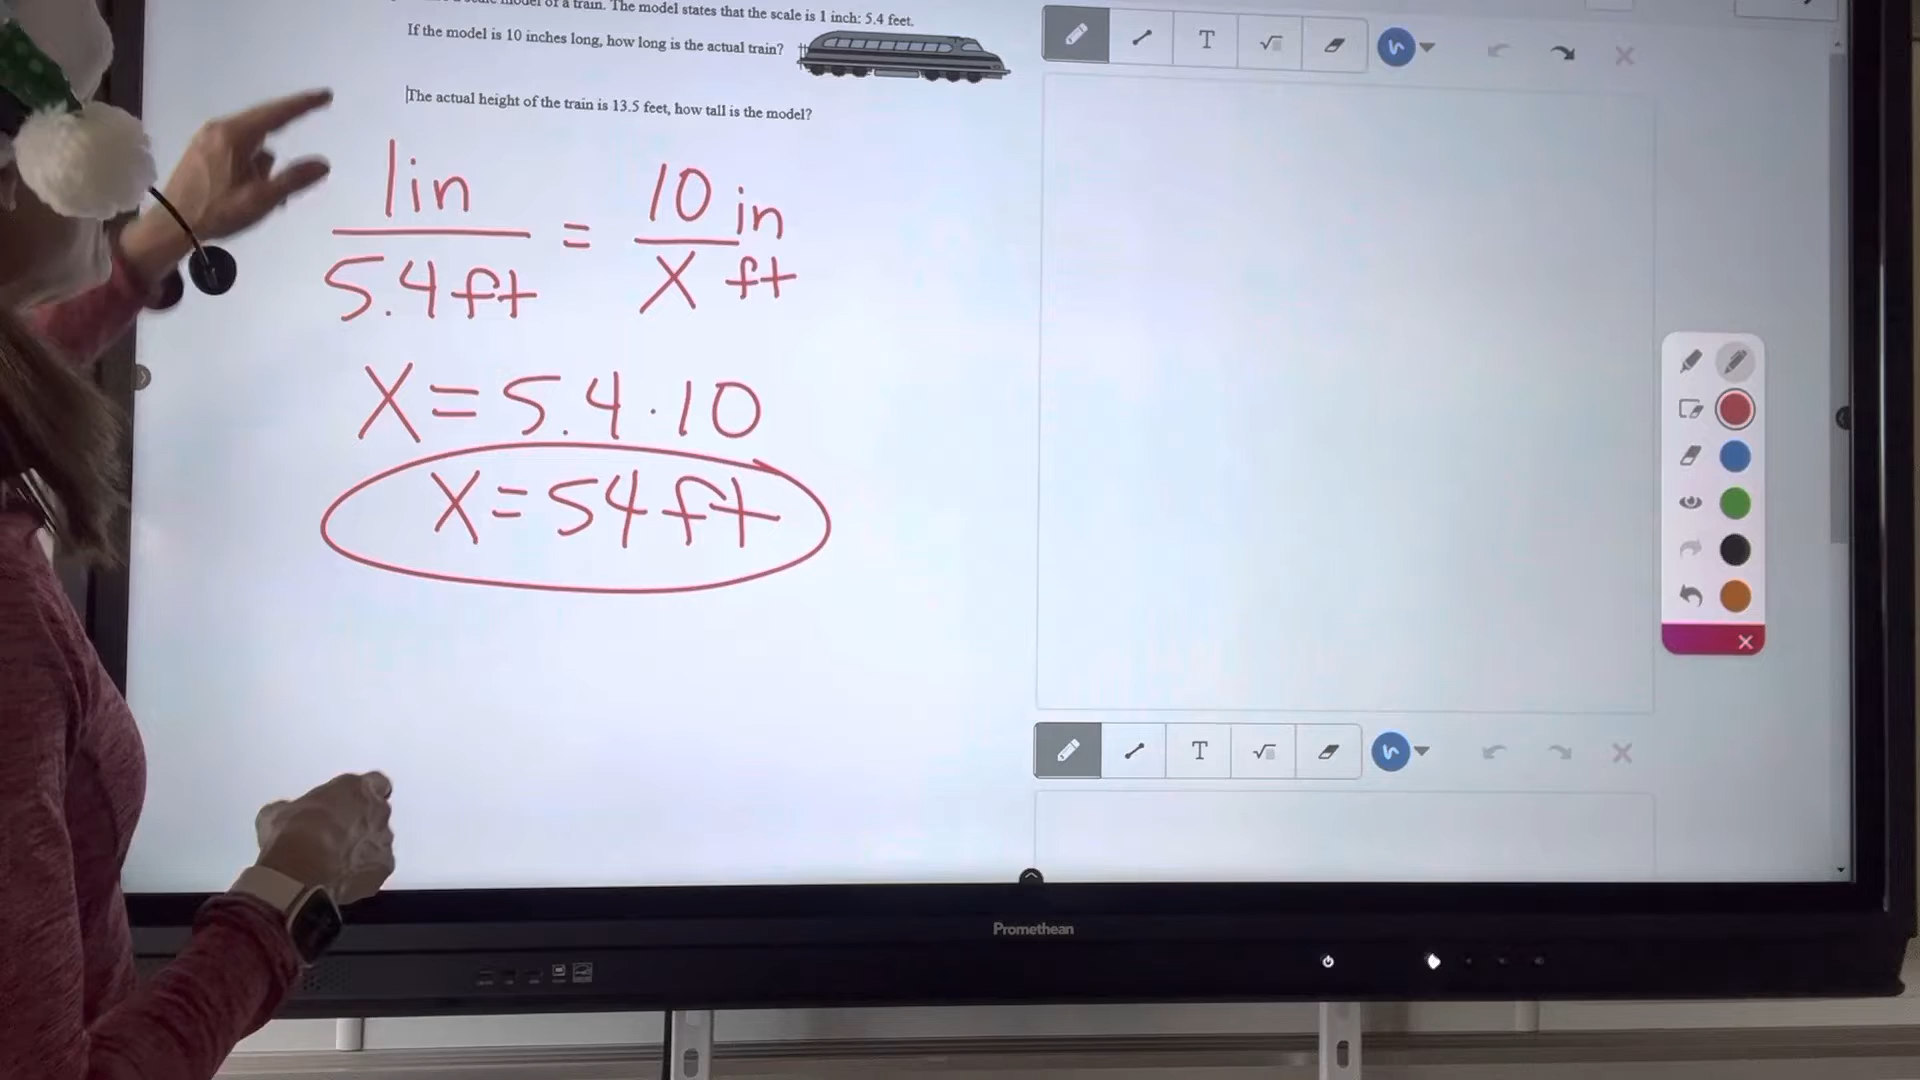 model of a train. The model states that the scale is 1 inch: 5.4 feet.
If the model is 10 inches long, how long is the actual train?
The actual height of the train is 13.5 feet, how tall is the model?
1in = 10 in
5.4ft X ft
X=5.4·10
X=54ft
T
T
Promethean